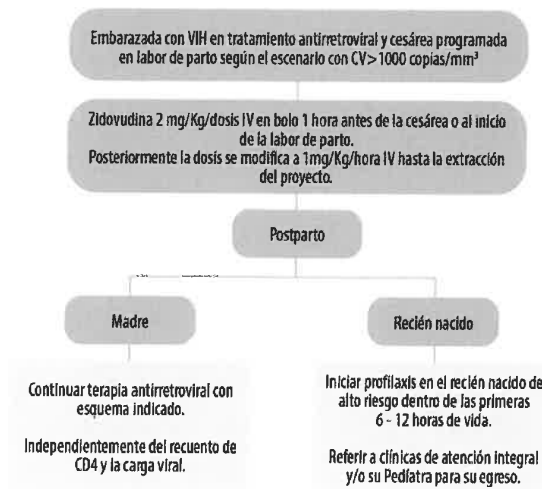 Embarazada con VIH en tratamiento antirretroviral y cesárea programada
en labor de parto según el escenario con CV>1000 copias/mm³
Zidovudina 2 mg/Kg/dosis IV en bolo 1 hora antes de la cesárea o al inicio
de la labor de parto.
Posteriormente la dosis se modifica a 1mg/Kg/hora IV hasta la extracción
del proyecto.
Postparto
Madre
Recién nacido
Continuar terapia antirretroviral con
esquema indicado.
Independientemente del recuento de
CD4 y la carga viral.
Iniciar profilaxis en el recién nacido de
alto riesgo dentro de las primeras
6 - 12 horas de vida.
Referir a clínicas de atención integral
y/o su Pediatra para su egreso.